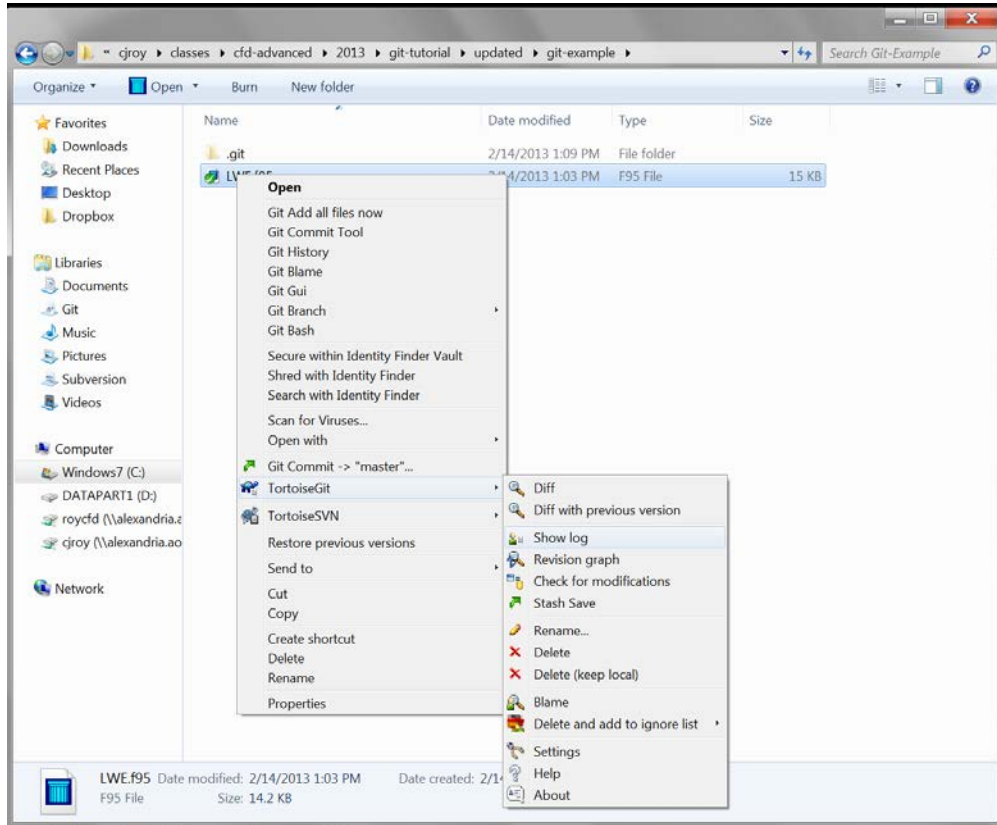 « cjroy ▸ classes ▸ cfd-advanced ▸ 2013 ▸ git-tutorial ▸ updated ▸ git-example ▸
Search Git-Example
Organize Open Burn New folder
Favorites
Downloads
Recent Places
Desktop
Dropbox
Libraries
Documents
Git
Music
Pictures
Subversion
Videos
Computer
Windows7 (C:)
DATAPART1 (D:)
roycfd (\\alexandria.a
cjroy (\\alexandria.ao
Network
Name Date modified Type Size
.git 2/14/2013 1:09 PM File folder
LWE.f95 2/14/2013 1:03 PM F95 File 15 KB
Open
Git Add all files now
Git Commit Tool
Git History
Git Blame
Git Gui
Git Branch
Git Bash
Secure within Identity Finder Vault
Shred with Identity Finder
Search with Identity Finder
Scan for Viruses...
Open with
Git Commit -> "master"...
TortoiseGit
TortoiseSVN
Restore previous versions
Send to
Cut
Copy
Create shortcut
Delete
Rename
Properties
Diff
Diff with previous version
Show log
Revision graph
Check for modifications
Stash Save
Rename...
Delete
Delete (keep local)
Blame
Delete and add to ignore list
Settings
Help
About
LWE.f95 Date modified: 2/14/2013 1:03 PM Date created: 2/14
F95 File Size: 14.2 KB